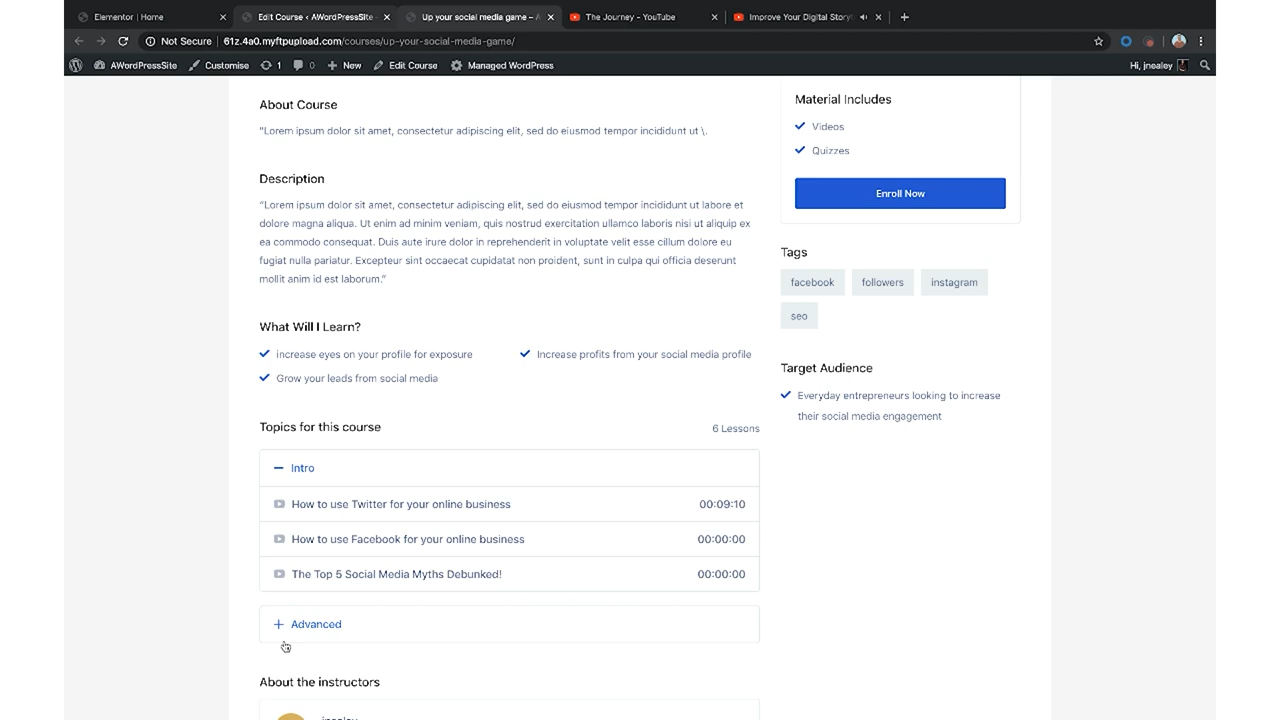 Elementor | Home
Edit Course ‹ AWordPressSite
Up your social media game – A
The Journey - YouTube
Improve Your Digital Storyt
Not Secure | 61z.4a0.myftpupload.com/courses/up-your-social-media-game/
AWordPressSite Customise 1 0 New Edit Course Managed WordPress Hi, jnealey
About Course
"Lorem ipsum dolor sit amet, consectetur adipiscing elit, sed do eiusmod tempor incididunt ut \.
Description
“Lorem ipsum dolor sit amet, consectetur adipiscing elit, sed do eiusmod tempor incididunt ut labore et
dolore magna aliqua. Ut enim ad minim veniam, quis nostrud exercitation ullamco laboris nisi ut aliquip ex
ea commodo consequat. Duis aute irure dolor in reprehenderit in voluptate velit esse cillum dolore eu
fugiat nulla pariatur. Excepteur sint occaecat cupidatat non proident, sunt in culpa qui officia deserunt
mollit anim id est laborum.”
What Will I Learn?
increase eyes on your profile for exposure
Increase profits from your social media profile
Grow your leads from social media
Topics for this course
6 Lessons
Intro
How to use Twitter for your online business 00:09:10
How to use Facebook for your online business 00:00:00
The Top 5 Social Media Myths Debunked! 00:00:00
Advanced
About the instructors
Material Includes
Videos
Quizzes
Enroll Now
Tags
facebook
followers
instagram
seo
Target Audience
Everyday entrepreneurs looking to increase
their social media engagement